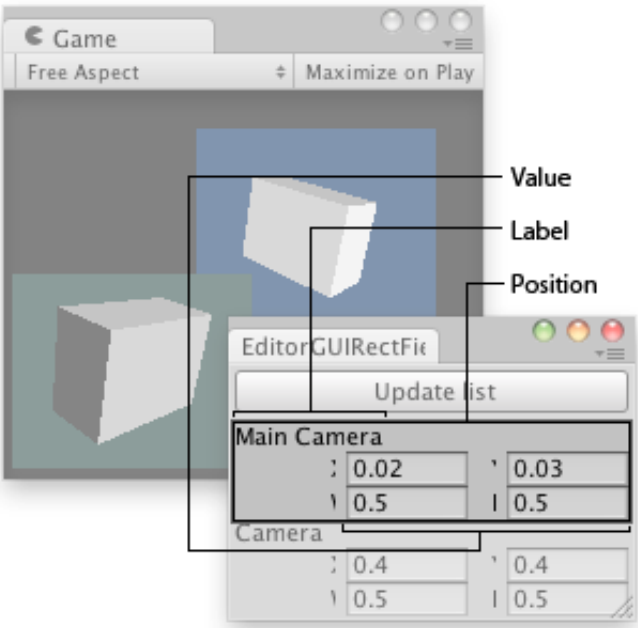 Game
Free Aspect
Maximize on Play
Value
Label
Position
EditorGUIRectFie
Update list
Main Camera
0.02 0.03
0.5 0.5
Camera
0.4 0.4
0.5 0.5